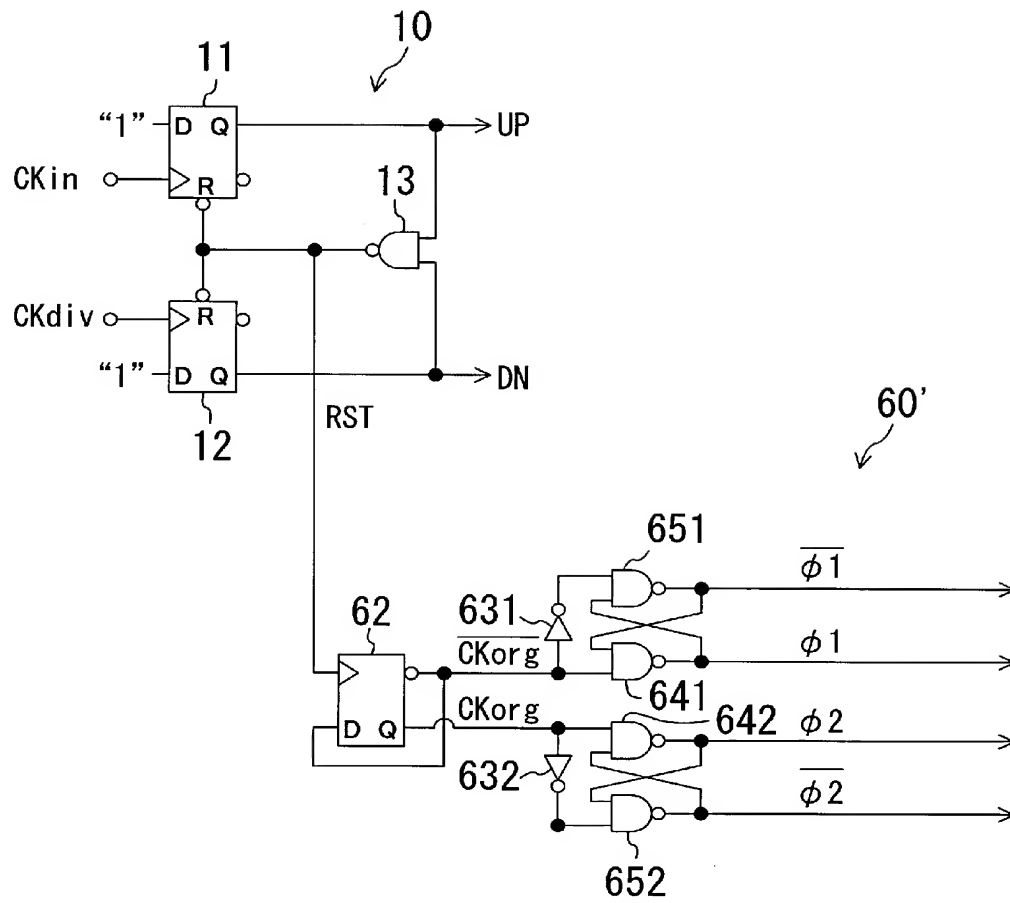 10
11
"1" D Q
UP
CKin
R
13
CKdiv
R
"1" D Q
DN
12
RST
60'
651
φ1
62
631
CKorg
φ1
641
D Q
CKorg
642
φ2
632
φ2
652